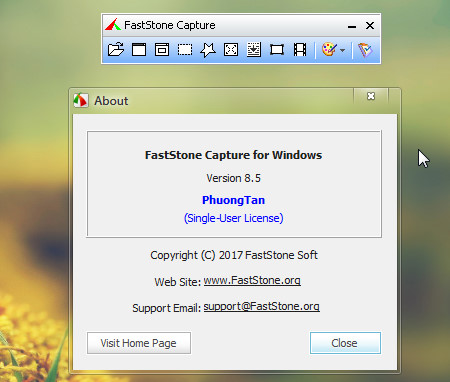 FastStone Capture
About
FastStone Capture for Windows
Version 8.5
PhuongTan
(Single-User License)
Copyright (C) 2017 FastStone Soft
Web Site: www.FastStone.org
Support Email: support@FastStone.org
Visit Home Page
Close